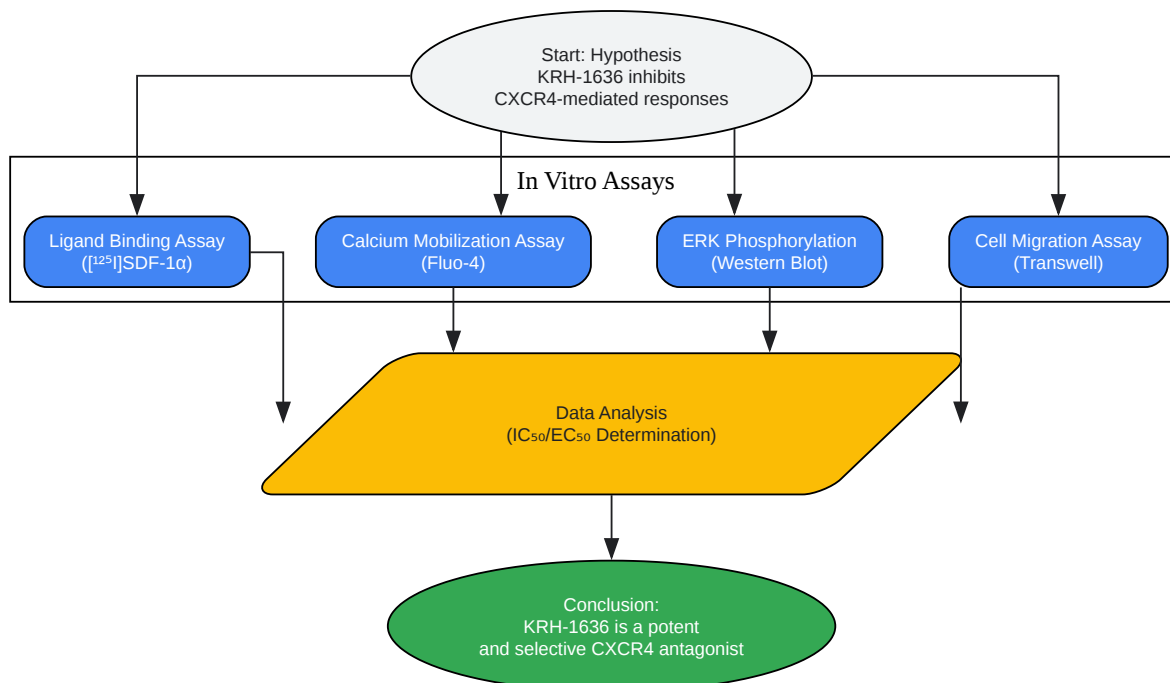 Start: Hypothesis
KRH-1636 inhibits
CXCR4-mediated responses
In Vitro Assays
Ligand Binding Assay
([¹²⁵I]SDF-1α)
Calcium Mobilization Assay
(Fluo-4)
ERK Phosphorylation
(Western Blot)
Cell Migration Assay
(Transwell)
Data Analysis
(IC₅₀/EC₅₀ Determination)
Conclusion:
KRH-1636 is a potent
and selective CXCR4 antagonist